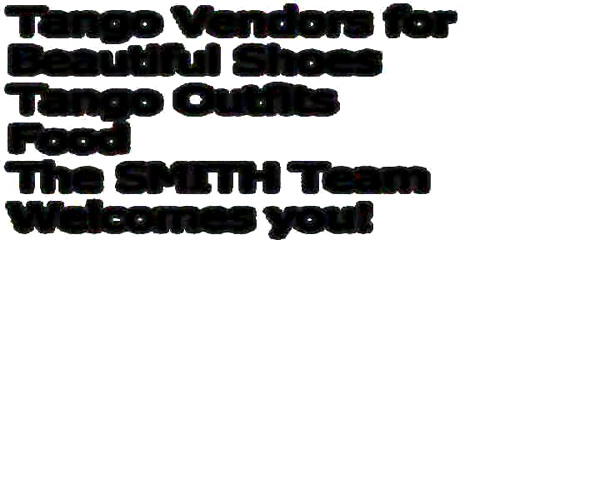 Tango Vendors for
Beautiful Shoes
Tango Outfits
Food
The SMITH Team
Welcomes you!